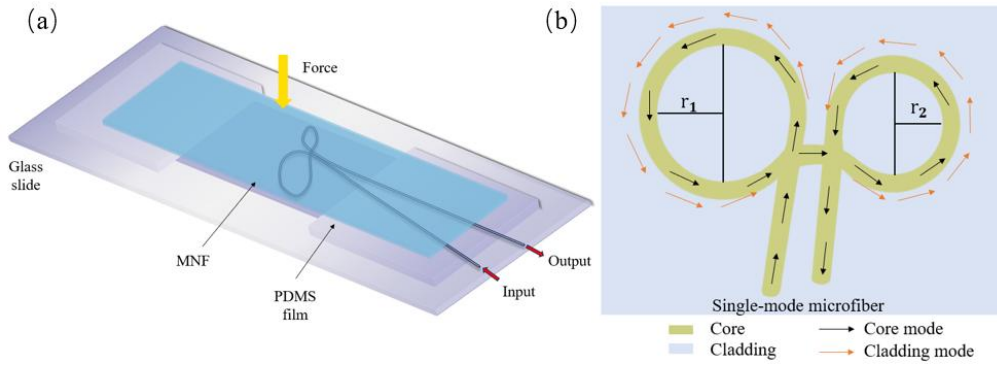 (a)
Force
Glass
slide
MNF
PDMS
film
Input
Output
(b)
r1
r2
Single-mode microfiber
Core
Core mode
Cladding
Cladding mode